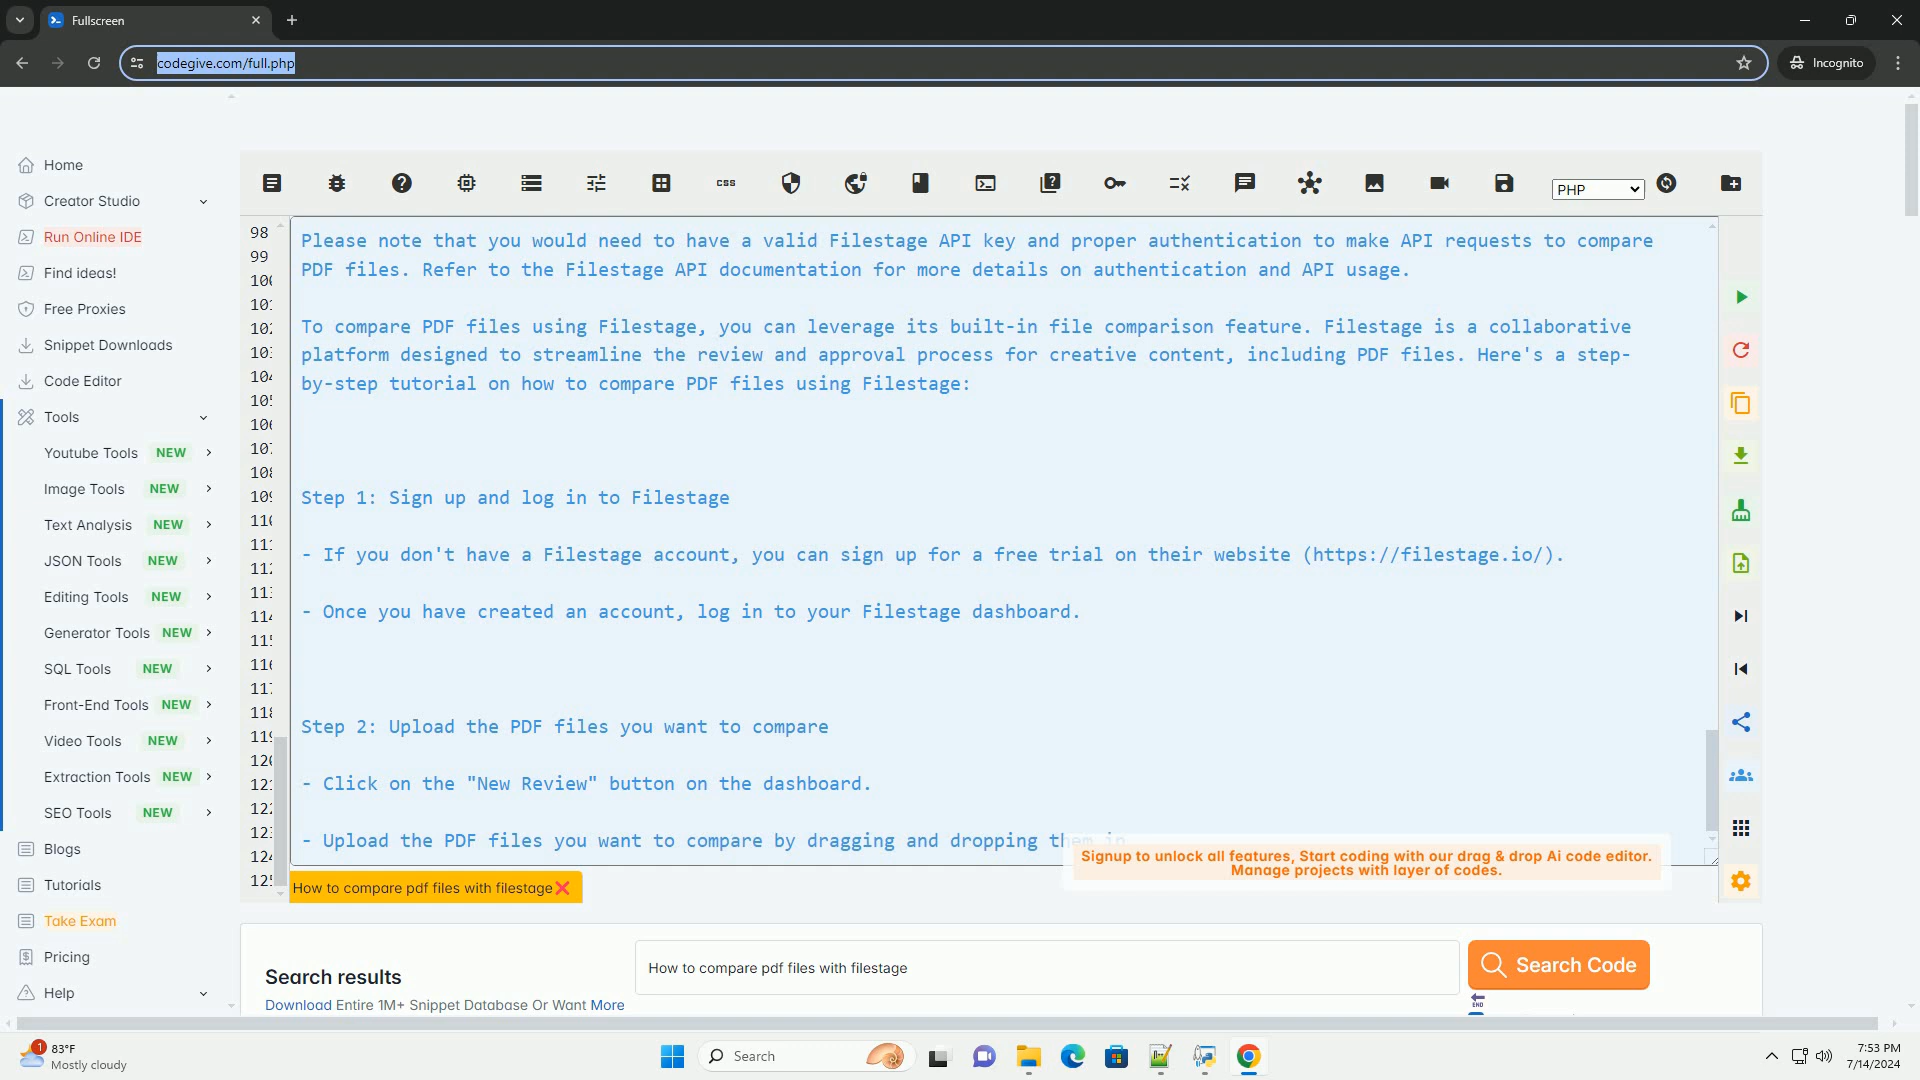 Fullscreen
codegive.com/full.php
Incognito
Home
Creator Studio
Run Online IDE
Find ideas!
Free Proxies
Snippet Downloads
Code Editor
Tools
Youtube Tools NEW
Image Tools NEW
Text Analysis NEW
JSON Tools NEW
Editing Tools NEW
Generator Tools NEW
SQL Tools NEW
Front-End Tools NEW
Video Tools NEW
Extraction Tools NEW
SEO Tools NEW
Blogs
Tutorials
Take Exam
Pricing
Help
css
PHP
98
99
Please note that you would need to have a valid Filestage API key and proper authentication to make API requests to compare
PDF files. Refer to the Filestage API documentation for more details on authentication and API usage.
To compare PDF files using Filestage, you can leverage its built-in file comparison feature. Filestage is a collaborative
platform designed to streamline the review and approval process for creative content, including PDF files. Here's a step-
by-step tutorial on how to compare PDF files using Filestage:
Step 1: Sign up and log in to Filestage
- If you don't have a Filestage account, you can sign up for a free trial on their website (https://filestage.io/).
- Once you have created an account, log in to your Filestage dashboard.
Step 2: Upload the PDF files you want to compare
- Click on the "New Review" button on the dashboard.
- Upload the PDF files you want to compare by dragging and dropping them in
Signup to unlock all features, Start coding with our drag & drop Ai code editor.
Manage projects with layer of codes.
How to compare pdf files with filestage
Search results
Download Entire 1M+ Snippet Database Or Want More
How to compare pdf files with filestage
Search Code
END
1
83°F
Mostly cloudy
Search
7:53 PM
7/14/2024